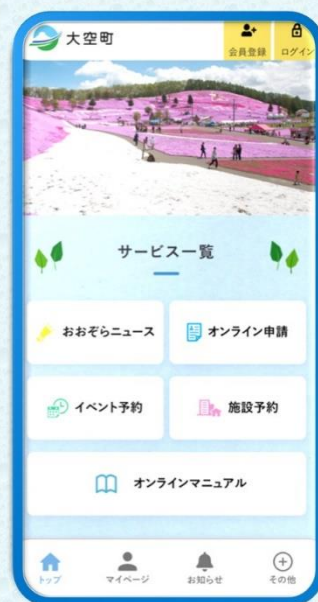 大空町
会員登録
ログイン
サービス一覧
おおぞらニュース
オンライン申請
イベント予約
施設予約
オンラインマニュアル
トップ
マイページ
お知らせ
その他